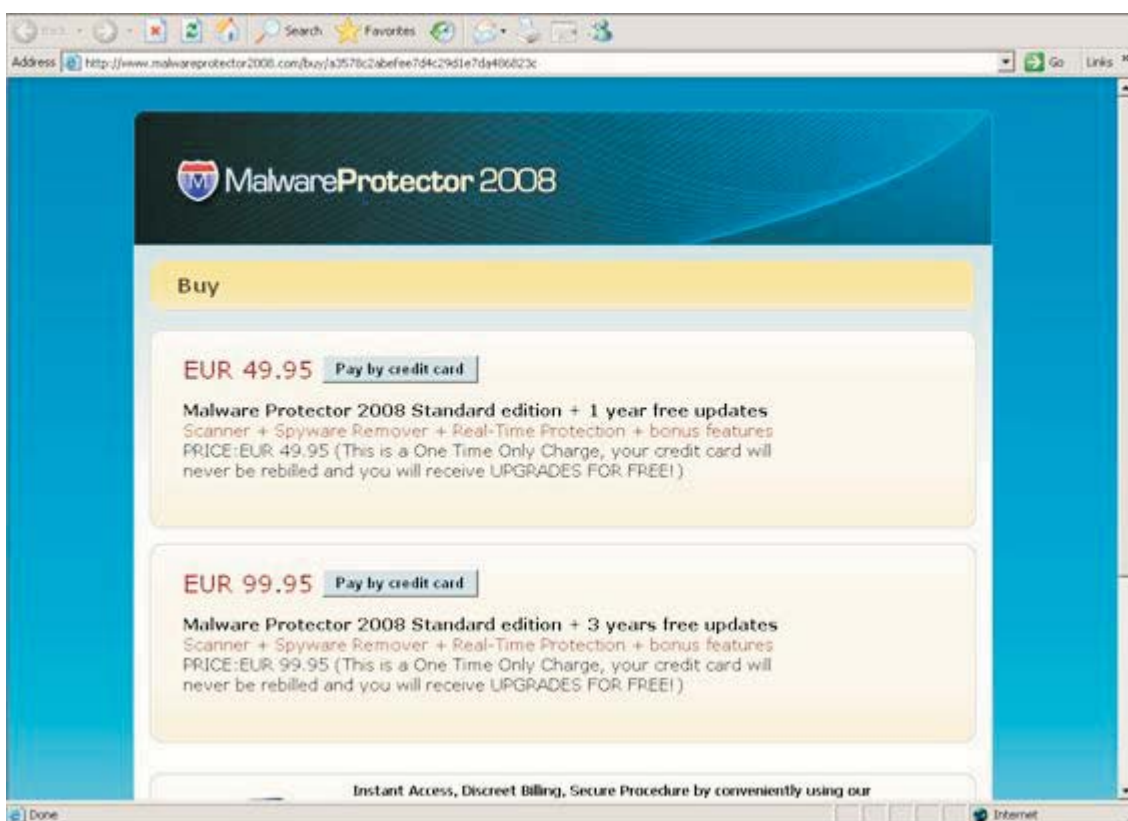 Search Favorites
Address http://www.malwareprotector2008.com/buy/a3578c2abefee7d4c29d1e7da486823c Go Links
MalwareProtector 2008
Buy
EUR 49.95 Pay by credit card
Malware Protector 2008 Standard edition + 1 year free updates
Scanner + Spyware Remover + Real-Time Protection + bonus features
PRICE:EUR 49.95 (This is a One Time Only Charge, your credit card will
never be rebilled and you will receive UPGRADES FOR FREE!)
EUR 99.95 Pay by credit card
Malware Protector 2008 Standard edition + 3 years free updates
Scanner + Spyware Remover + Real-Time Protection + bonus features
PRICE:EUR 99.95 (This is a One Time Only Charge, your credit card will
never be rebilled and you will receive UPGRADES FOR FREE!)
Instant Access, Discreet Billing, Secure Procedure by conveniently using our
Done Internet